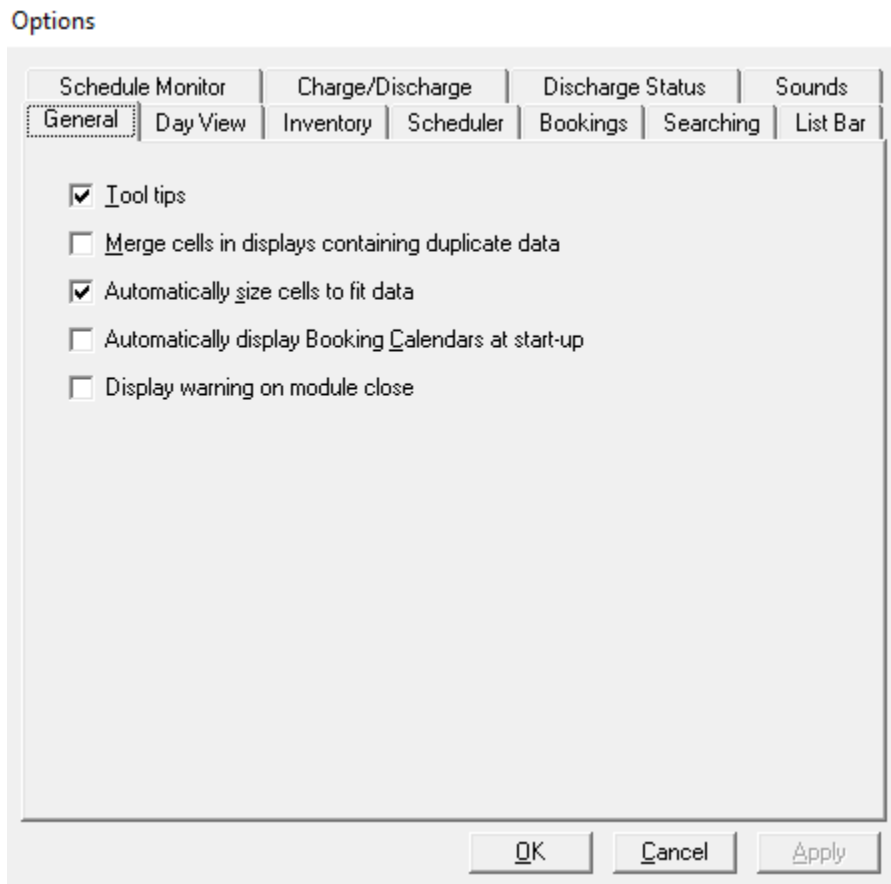 Options
Schedule Monitor Charge/Discharge Discharge Status Sounds
General Day View Inventory Scheduler Bookings Searching List Bar
Tool tips
Merge cells in displays containing duplicate data
Automatically size cells to fit data
Automatically display Booking Calendars at start-up
Display warning on module close
OK Cancel Apply